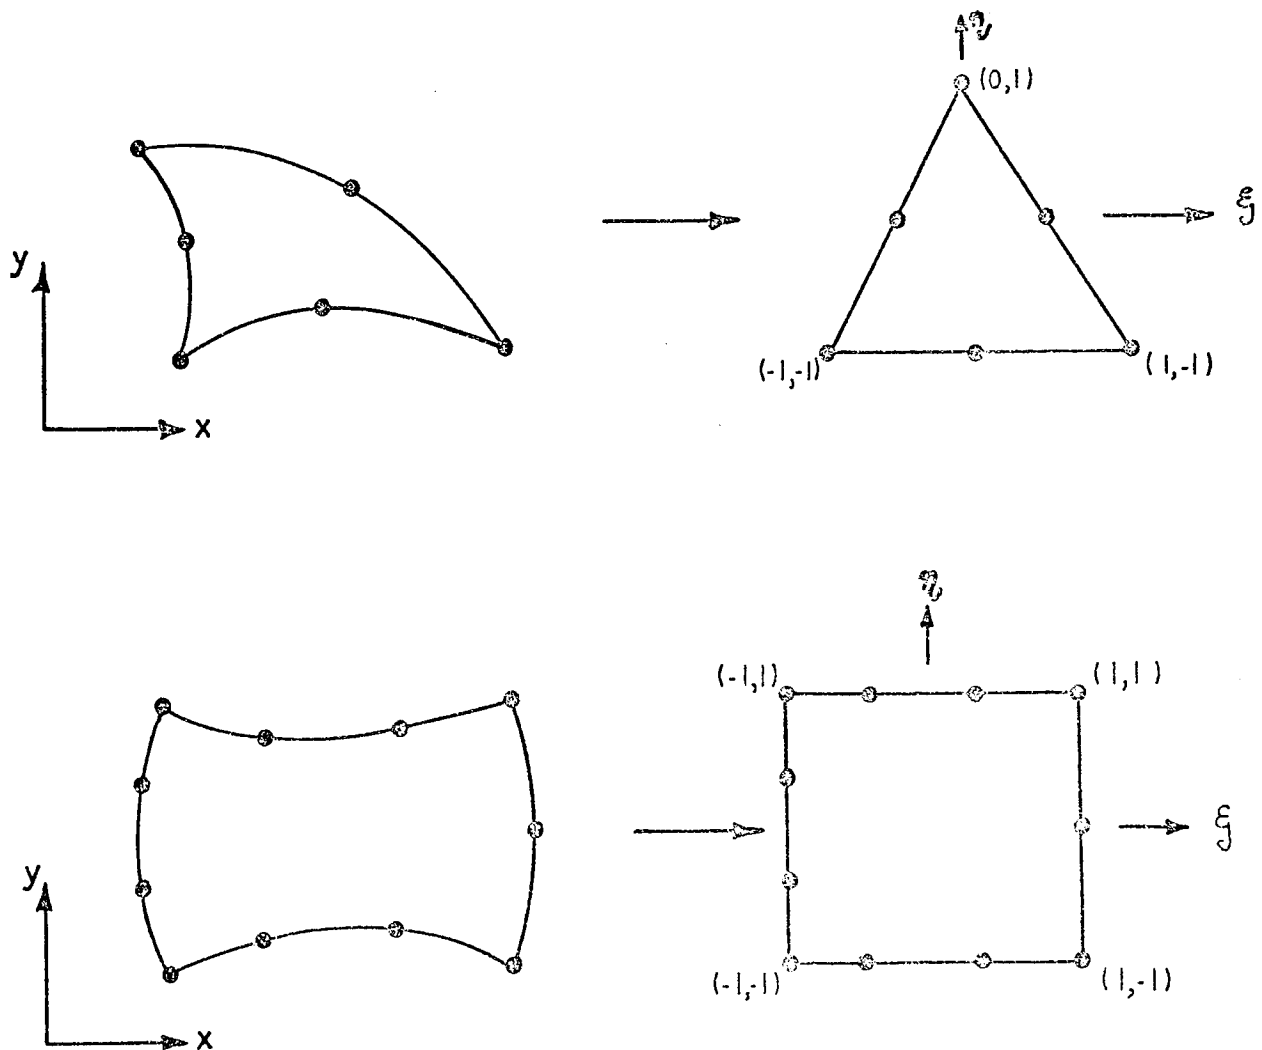 η
(0,1)
ξ
y
(-1,-1)
(1,-1)
x
η
(-1,1)
(1,1)
ξ
y
(-1,-1)
(1,-1)
x